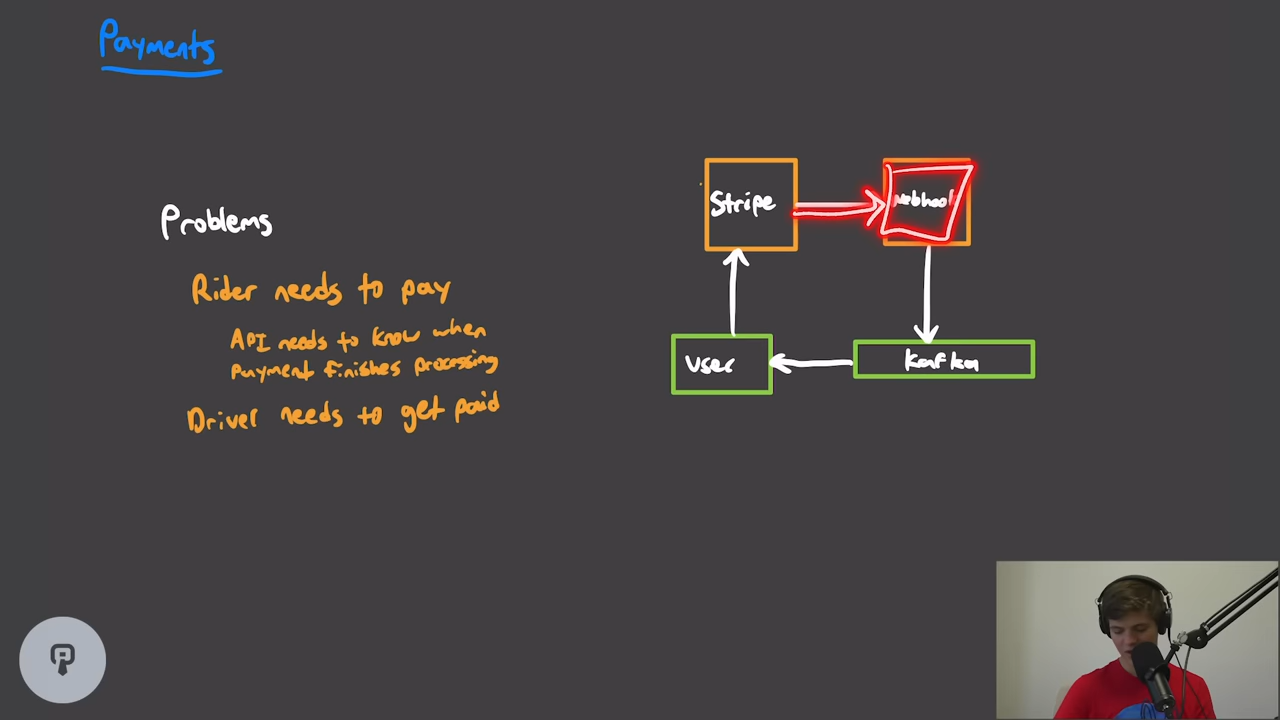 Payments
Problems
Rider needs to pay
API needs to know when
payment finishes processing
Driver needs to get paid
Stripe
webhook
User
kafka